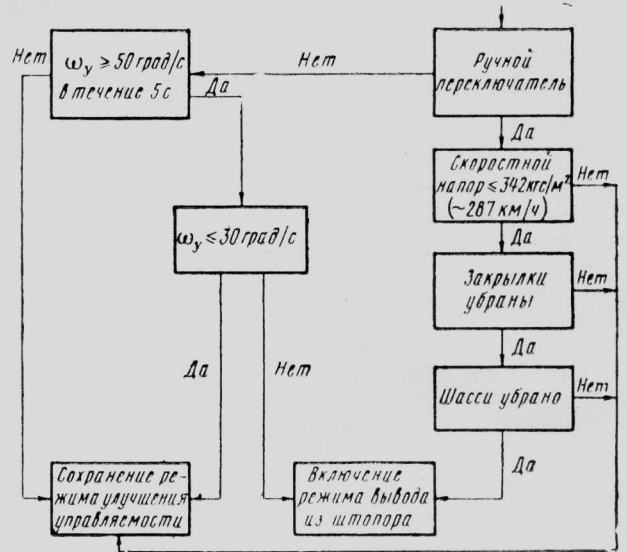 Нет
ω_y ≥ 50 град/с
в течение 5 с
Да
Нет
Ручной
переключатель
Да
Скоростной
напор ≤ 342 кгс/м²
(~287 км/ч)
Нет
Да
ω_y ≤ 30 град/с
Закрылки
убраны
Нет
Да
Да
Нет
Шасси убрано
Нет
Да
Сохранение ре-
жима улучшения
управляемости
Включение
режима вывода
из штопора